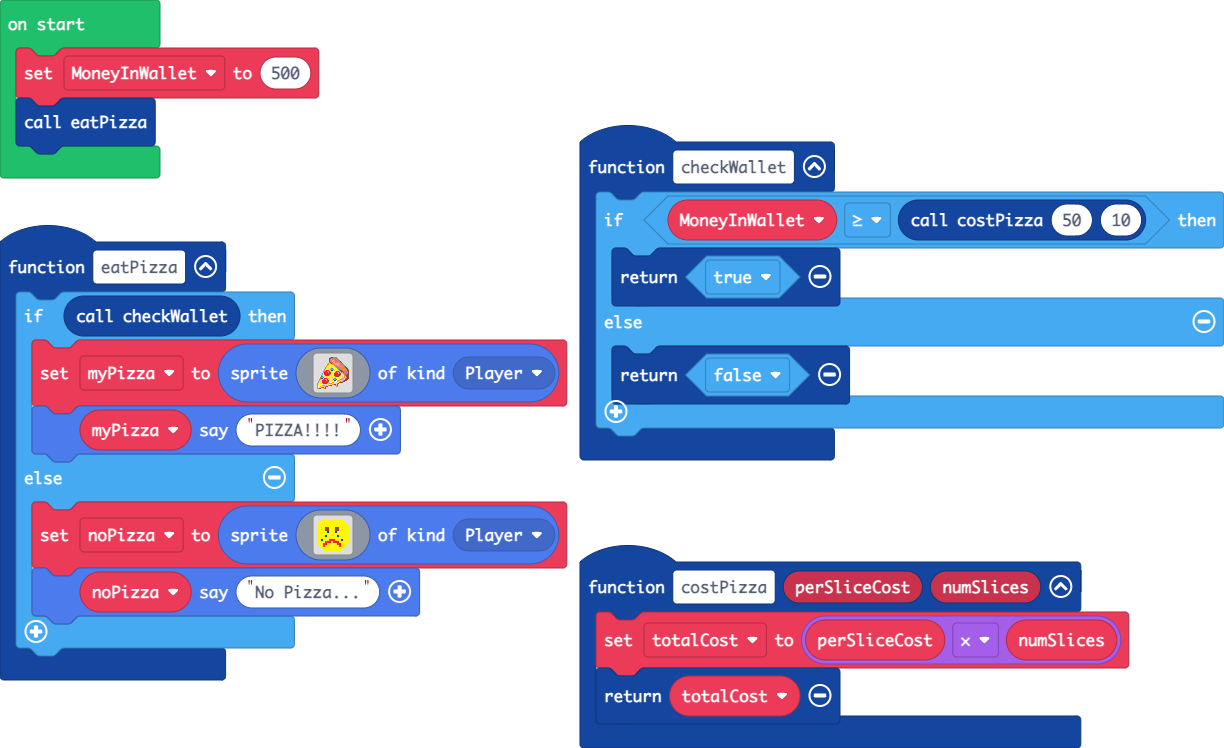 on start
set MoneyInWallet to 500
call eatPizza
function eatPizza
if call checkWallet then
set myPizza to sprite of kind Player
myPizza say "PIZZA!!!!"
else
set noPizza to sprite of kind Player
noPizza say "No Pizza..."
function checkWallet
if MoneyInWallet ≥ call costPizza 50 10 then
return true
else
return false
function costPizza perSliceCost numSlices
set totalCost to perSliceCost × numSlices
return totalCost